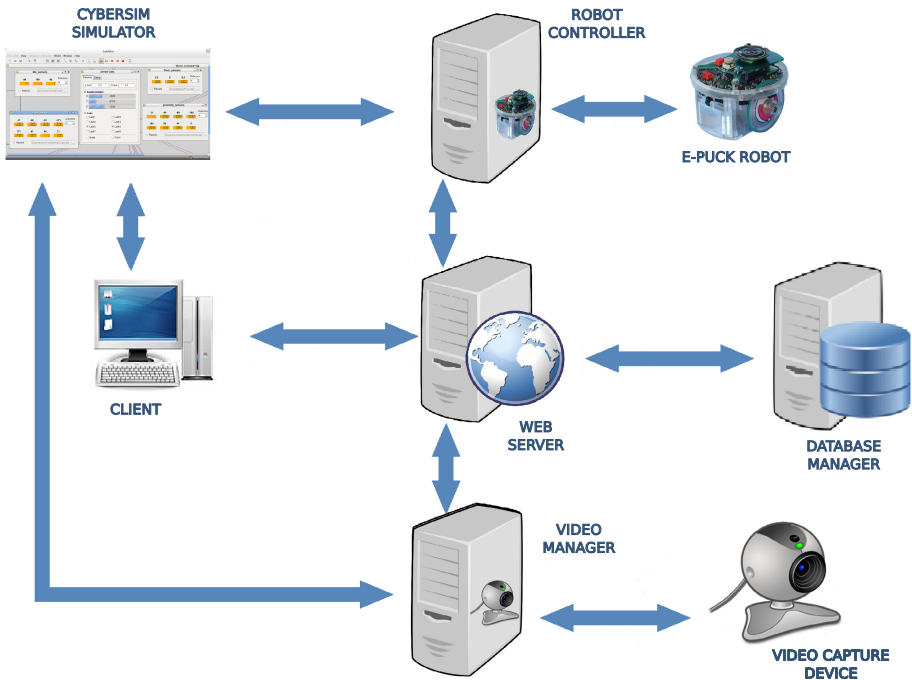 CYBERSIM
SIMULATOR
ROBOT
CONTROLLER
E-PUCK ROBOT
CLIENT
WEB
SERVER
DATABASE
MANAGER
VIDEO
MANAGER
VIDEO CAPTURE
DEVICE